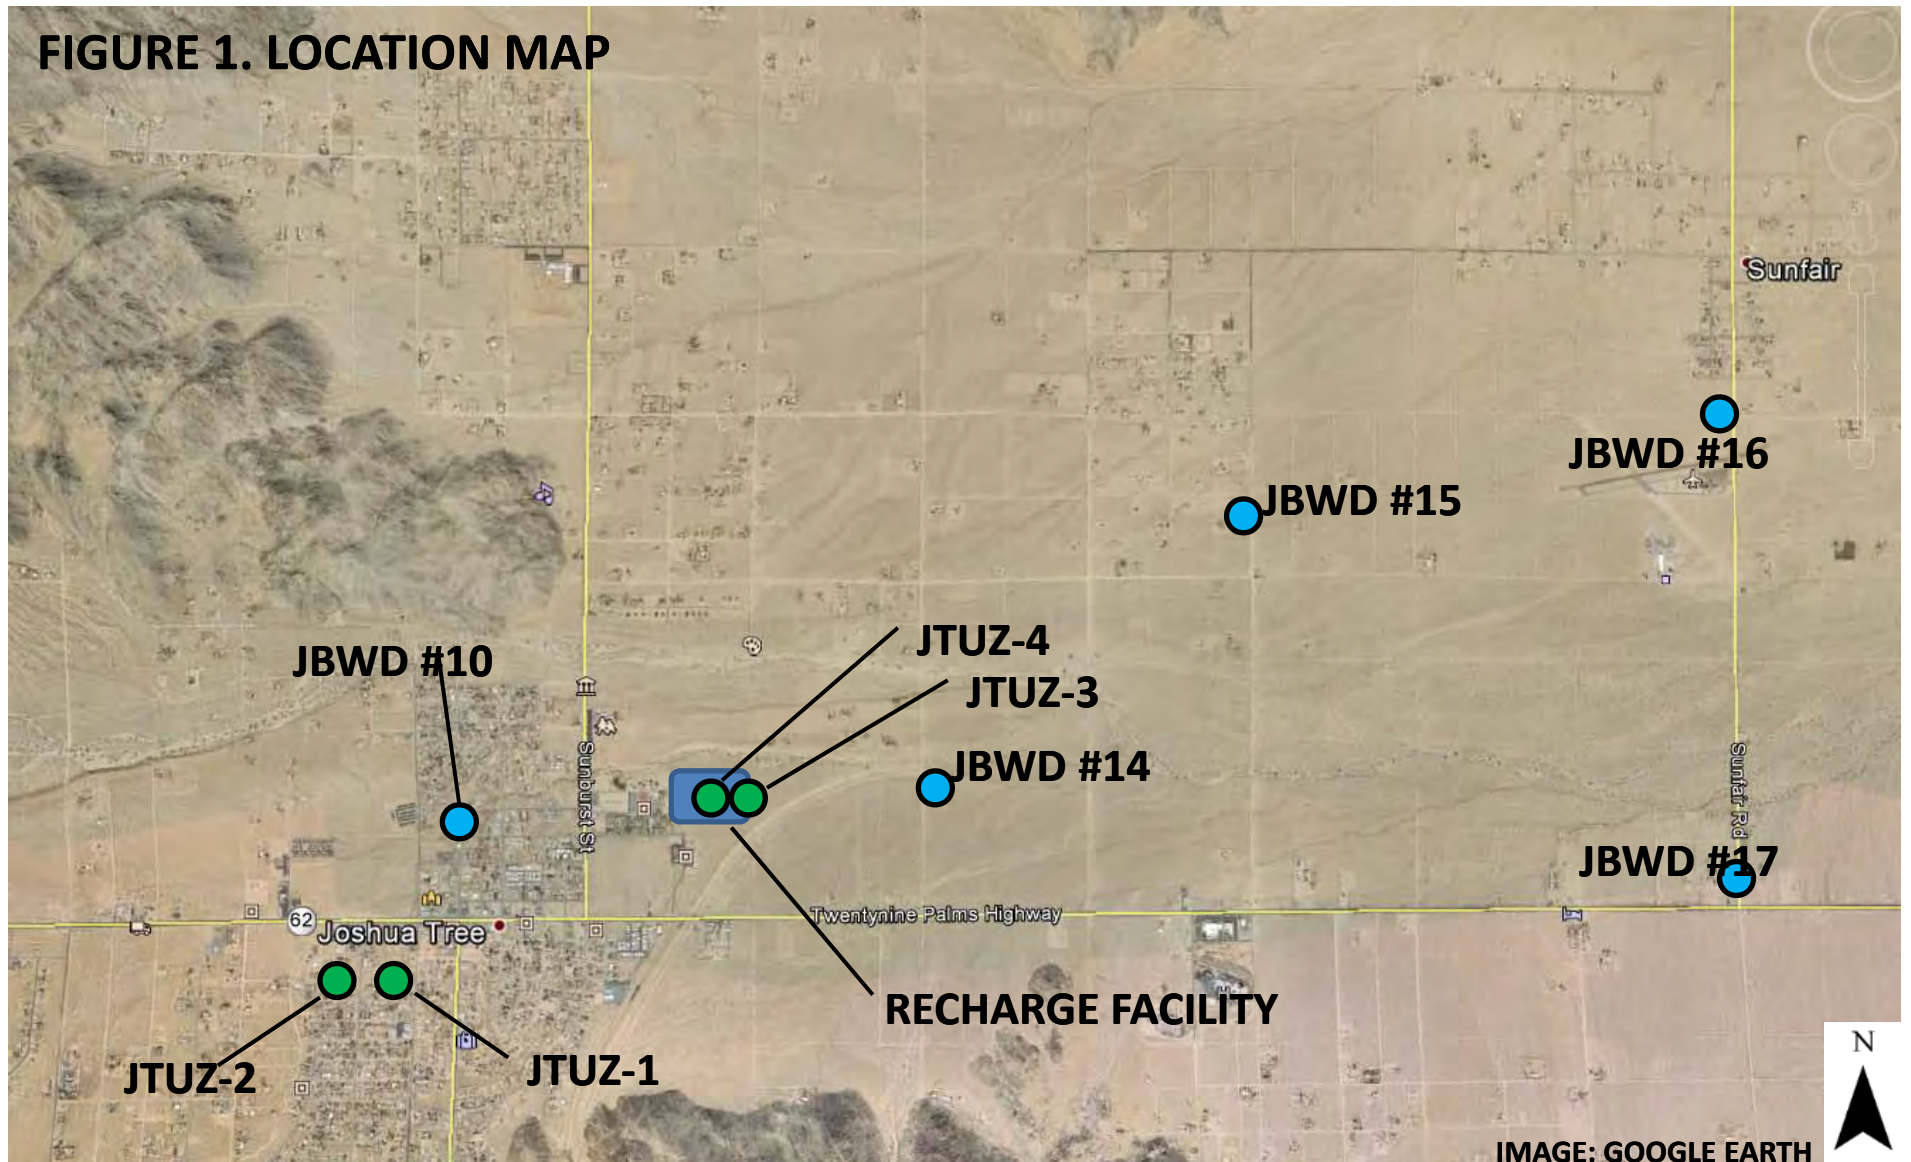 FIGURE 1. LOCATION MAP
Sunfair
JBWD #16
JBWD #15
JTUZ-4
JBWD #10
JTUZ-3
JBWD #14
Sunburst St
Sunfair Rd
JBWD #17
Twentynine Palms Highway
62
Joshua Tree
RECHARGE FACILITY
JTUZ-2
JTUZ-1
N
IMAGE: GOOGLE EARTH